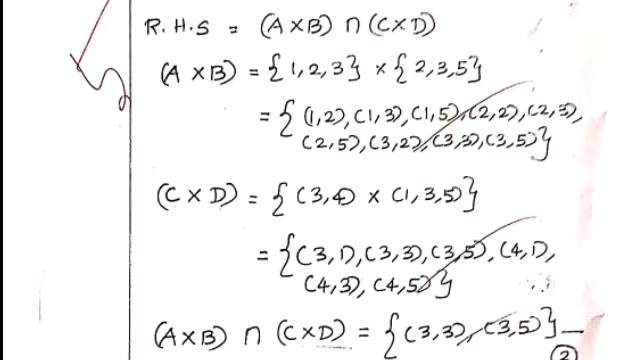 R.H.S = (A×B) ∩ (C×D)
(A×B) = {1,2,3} × {2,3,5}
= {(1,2),(1,3),(1,5),(2,2),(2,3),
(2,5),(3,2),(3,3),(3,5)}
(C×D) = {(3,4) × (1,3,5)}
= {(3,1),(3,3),(3,5),(4,1),
(4,3),(4,5)}
(A×B) ∩ (C×D) = {(3,3),(3,5)} —
②